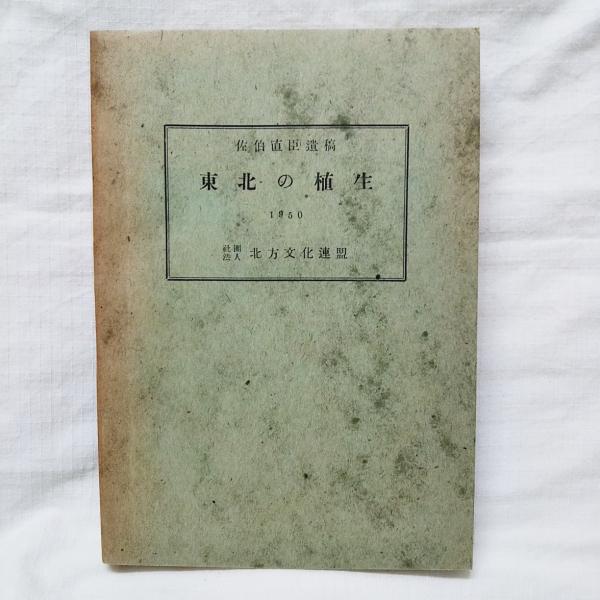 佐伯直臣遺稿
東北の植生
1950
社団法人 北方文化連盟